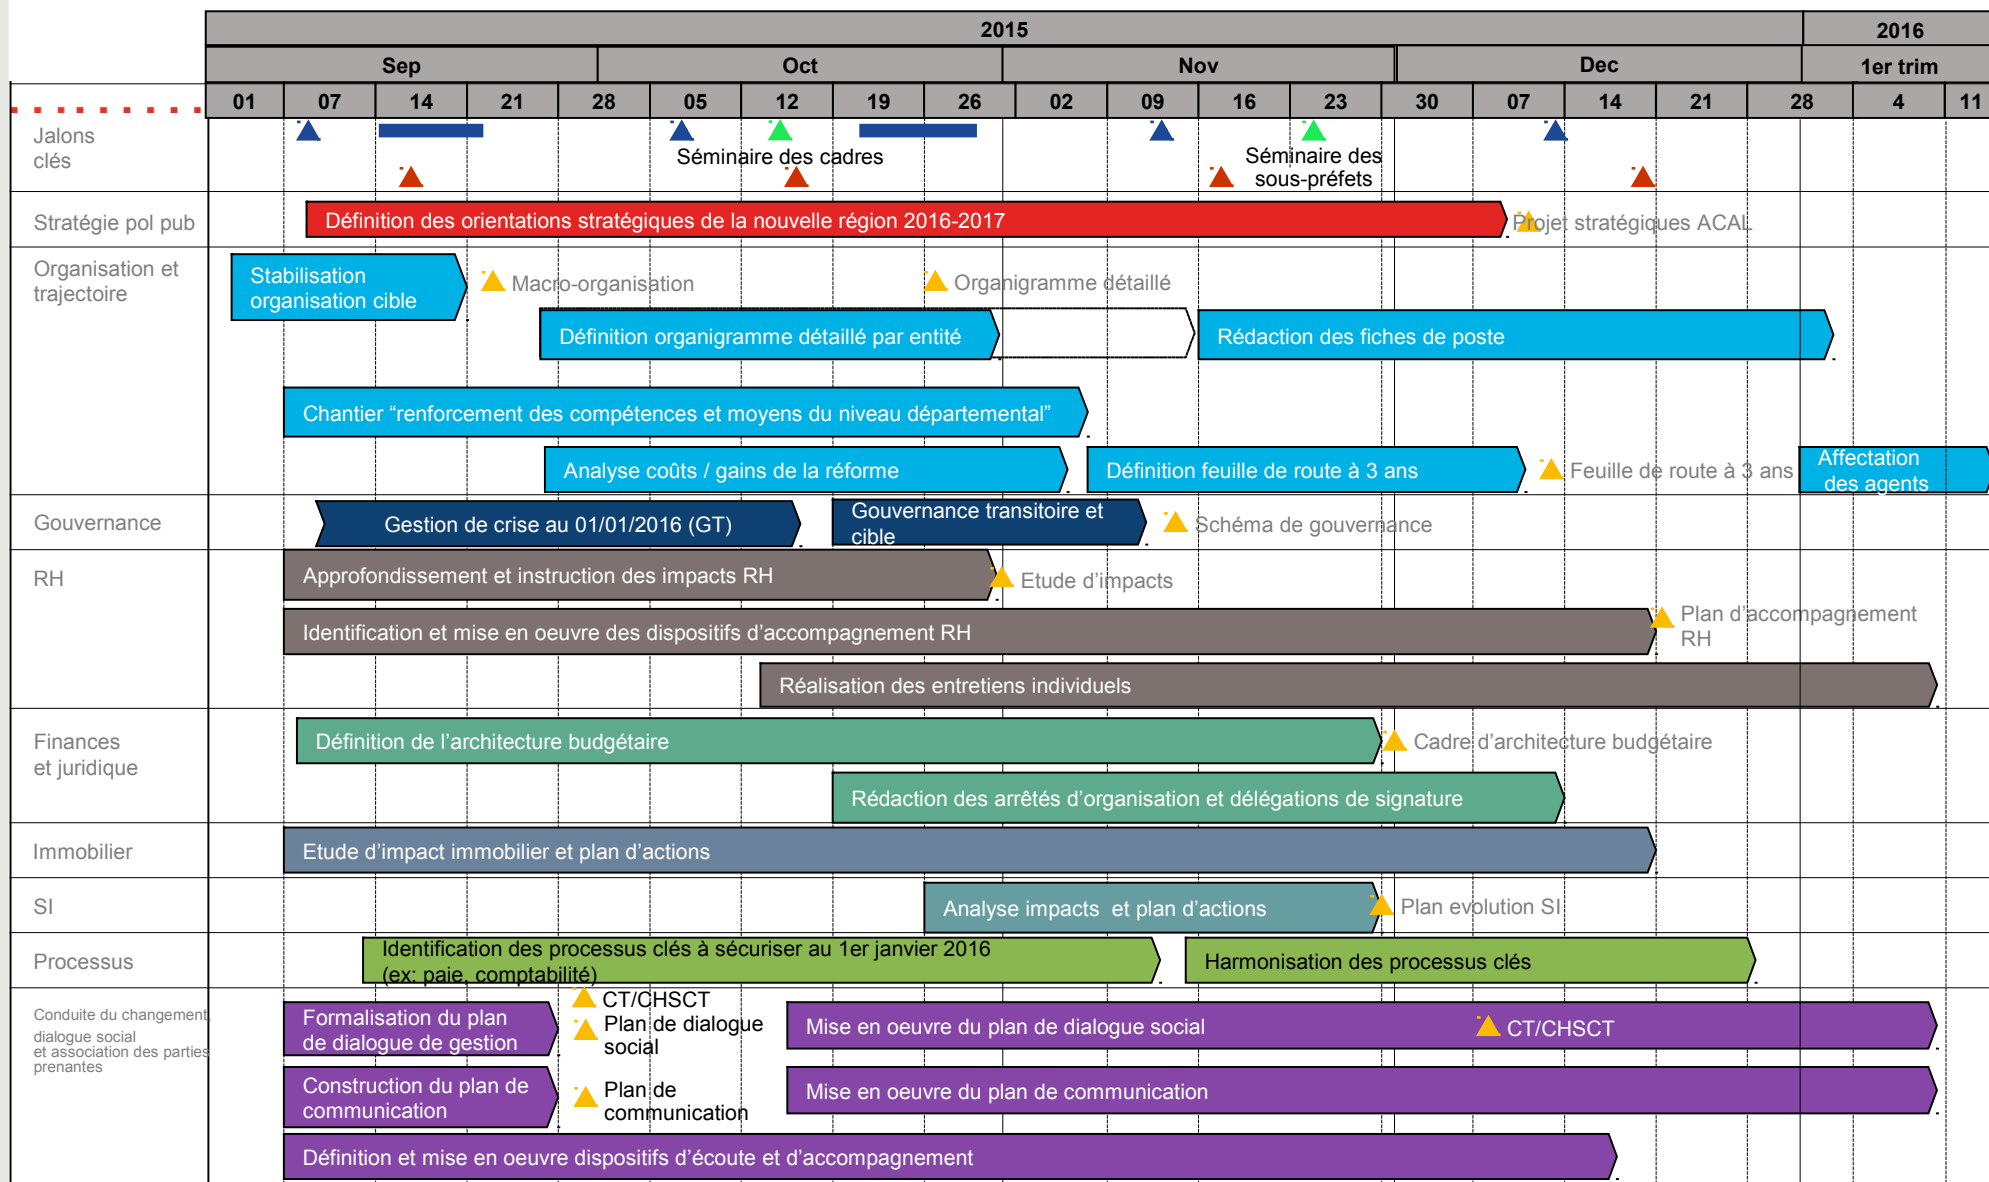 2015
2016
Sep
Oct
Nov
Dec
1er trim
01
07
14
21
28
05
12
19
26
02
09
16
23
30
07
14
21
28
4
11
Jalons
clés
Séminaire des cadres
Séminaire des
sous-préfets
Stratégie pol pub
Définition des orientations stratégiques de la nouvelle région 2016-2017
Projet stratégiques ACAL
Organisation et
trajectoire
Stabilisation
organisation cible
Macro-organisation
Organigramme détaillé
Définition organigramme détaillé par entité
Rédaction des fiches de poste
Chantier “renforcement des compétences et moyens du niveau départemental”
Analyse coûts / gains de la réforme
Définition feuille de route à 3 ans
Feuille de route à 3 ans
Affectation
des agents
Gouvernance
Gestion de crise au 01/01/2016 (GT)
Gouvernance transitoire et
cible
Schéma de gouvernance
RH
Approfondissement et instruction des impacts RH
Etude d’impacts
Identification et mise en oeuvre des dispositifs d’accompagnement RH
Plan d’accompagnement
RH
Réalisation des entretiens individuels
Finances
et juridique
Définition de l’architecture budgétaire
Cadre d’architecture budgétaire
Rédaction des arrêtés d’organisation et délégations de signature
Immobilier
Etude d’impact immobilier et plan d’actions
SI
Analyse impacts et plan d’actions
Plan evolution SI
Processus
Identification des processus clés à sécuriser au 1er janvier 2016
(ex: paie, comptabilité)
Harmonisation des processus clés
Conduite du changement,
dialogue social
et association des parties
prenantes
Formalisation du plan
de dialogue de gestion
CT/CHSCT
Plan de dialogue
social
Mise en oeuvre du plan de dialogue social
CT/CHSCT
Construction du plan de
communication
Plan de
communication
Mise en oeuvre du plan de communication
Définition et mise en oeuvre dispositifs d’écoute et d’accompagnement